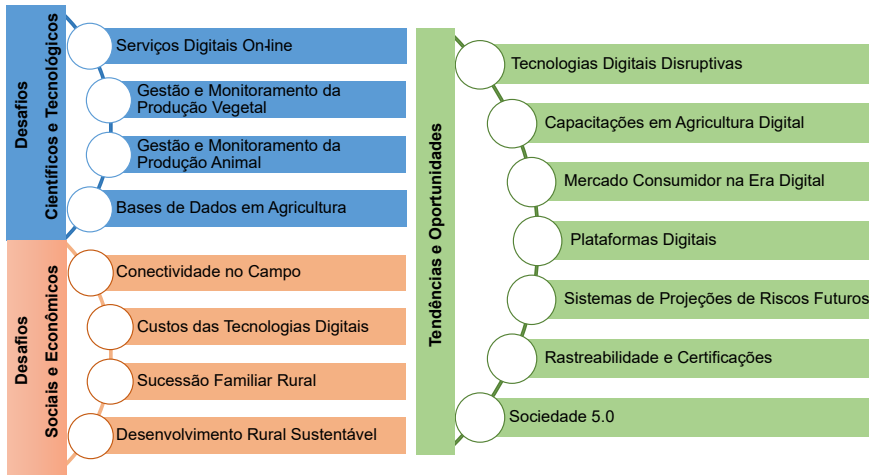 Desafios
Científicos e Tecnológicos
Serviços Digitais On-line
Gestão e Monitoramento da
Produção Vegetal
Gestão e Monitoramento da
Produção Animal
Bases de Dados em Agricultura
Desafios
Sociais e Econômicos
Conectividade no Campo
Custos das Tecnologias Digitais
Sucessão Familiar Rural
Desenvolvimento Rural Sustentável
Tendências e Oportunidades
Tecnologias Digitais Disruptivas
Capacitações em Agricultura Digital
Mercado Consumidor na Era Digital
Plataformas Digitais
Sistemas de Projeções de Riscos Futuros
Rastreabilidade e Certificações
Sociedade 5.0